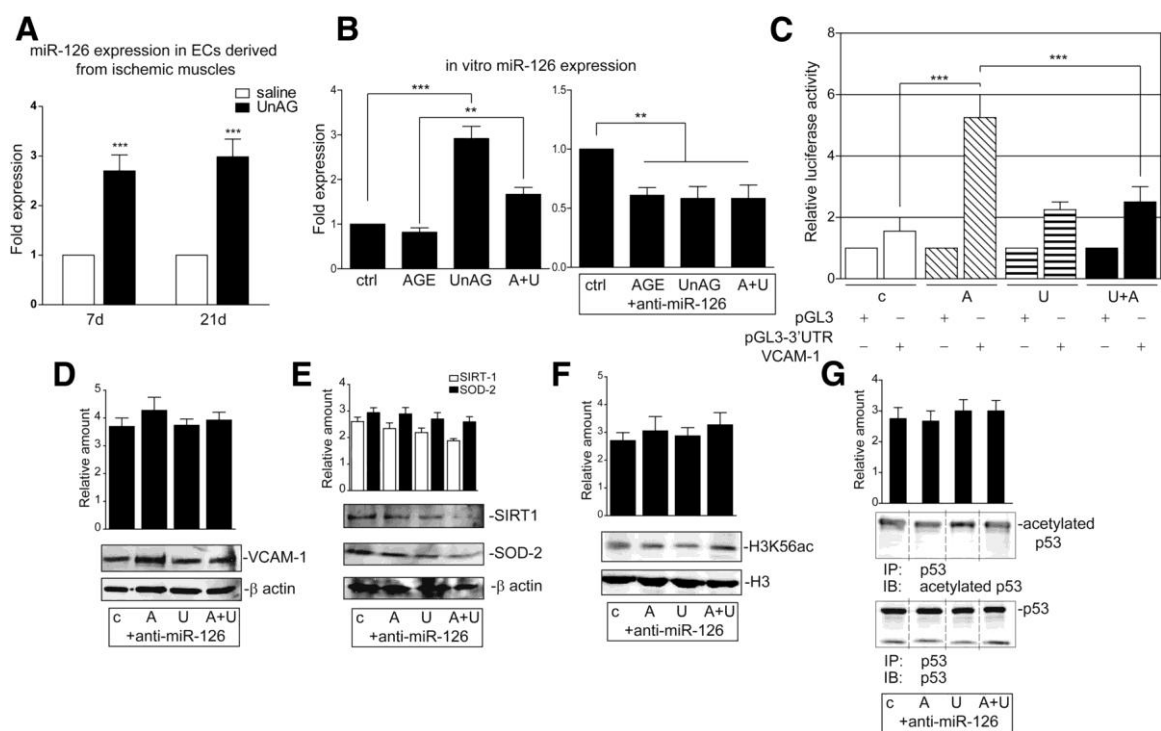 A
miR-126 expression in ECs derived
from ischemic muscles
saline
UnAG
Fold expression
4
3
2
1
0
***
***
7d
21d
B
in vitro miR-126 expression
Fold expression
4
3
2
1
0
***
**
ctrl
AGE
UnAG
A+U
1.5
1.0
0.5
0.0
**
ctrl
AGE
UnAG
A+U
+anti-miR-126
C
Relative luciferase activity
8
6
4
2
0
***
***
c
A
U
U+A
pGL3
+ − + − + − + −
pGL3-3'UTR
VCAM-1
− + − + − + − +
D
Relative amount
5
4
3
2
1
0
-VCAM-1
-β actin
c A U A+U
+anti-miR-126
E
SIRT-1
SOD-2
Relative amount
4
3
2
1
0
-SIRT1
-SOD-2
-β actin
c A U A+U
+anti-miR-126
F
Relative amount
5
4
3
2
1
0
-H3K56ac
-H3
c A U A+U
+anti-miR-126
G
Relative amount
4
3
2
1
0
-acetylated
p53
IP: p53
IB: acetylated p53
-p53
IP: p53
IB: p53
c A U A+U
+anti-miR-126